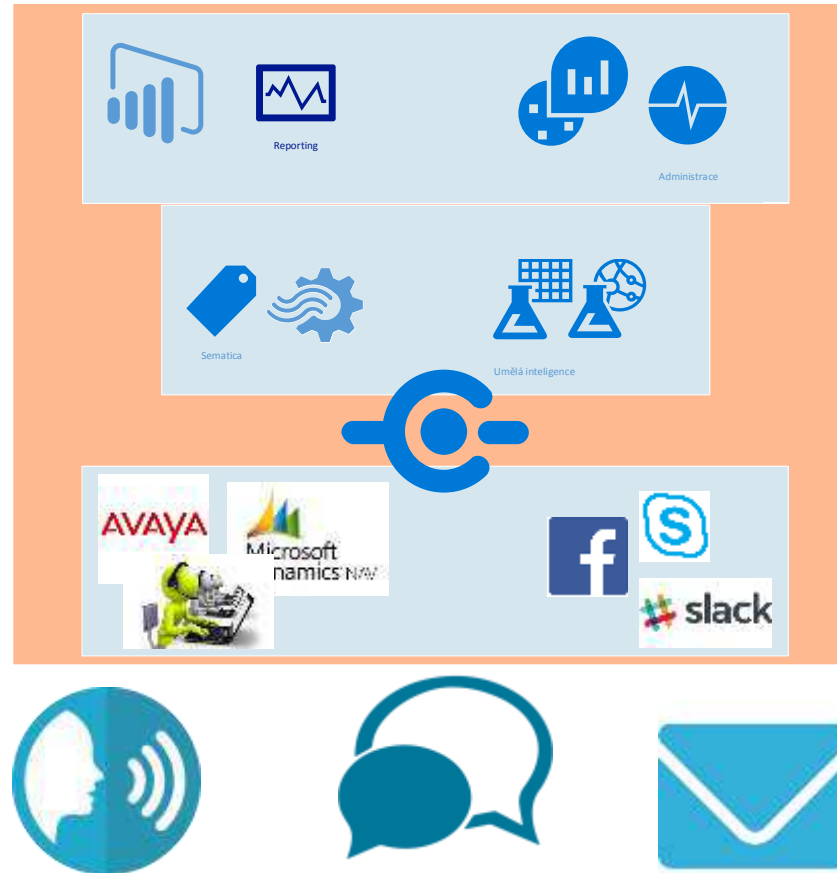 Reporting
Administrace
Sematica
Umělá inteligence
AVAYA
Microsoft
namics NAV
slack